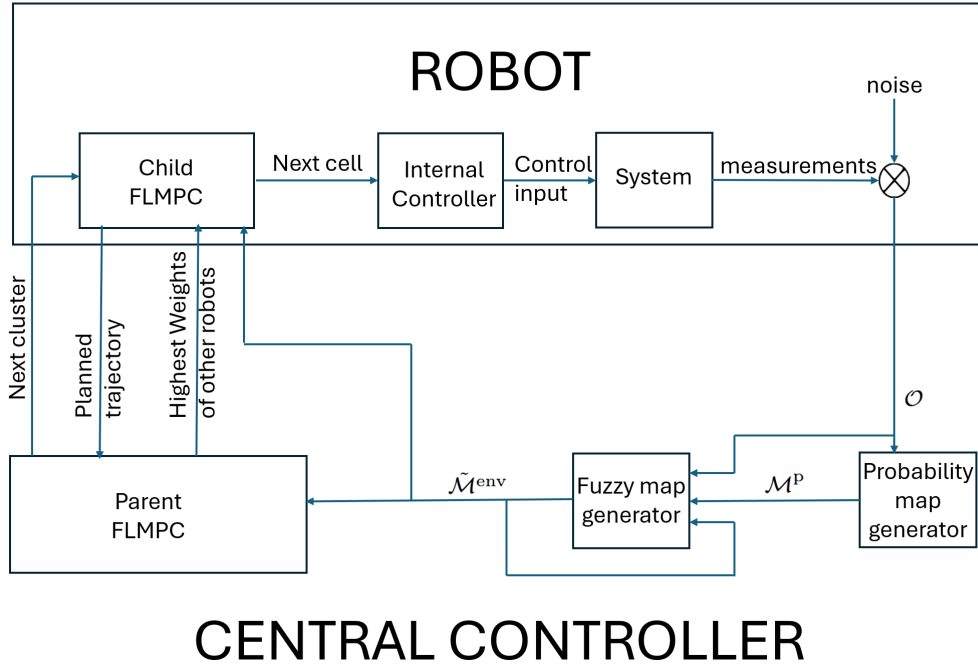 ROBOT
noise
Child
FLMPC
Next cell
Internal
Controller
Control
input
System
measurements
Next cluster
Planned
trajectory
Highest Weights
of other robots
𝒪
Parent
FLMPC
ℳ̃ᵉⁿᵛ
Fuzzy map
generator
ℳᵖ
Probability
map
generator
CENTRAL CONTROLLER